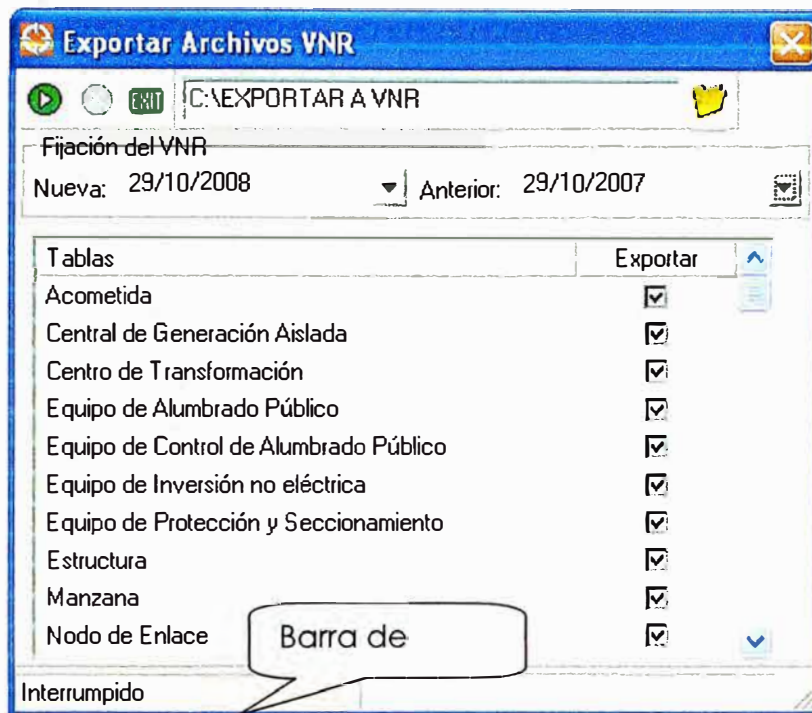 Exportar Archivos VNR
EXIT C:\EXPORTAR A VNR
Fijación del VNR
Nueva: 29/10/2008 Anterior: 29/10/2007
Tablas Exportar
Acometida
Central de Generación Aislada
Centro de Transformación
Equipo de Alumbrado Público
Equipo de Control de Alumbrado Público
Equipo de Inversión no eléctrica
Equipo de Protección y Seccionamiento
Estructura
Manzana
Nodo de Enlace
Barra de
Interrumpido